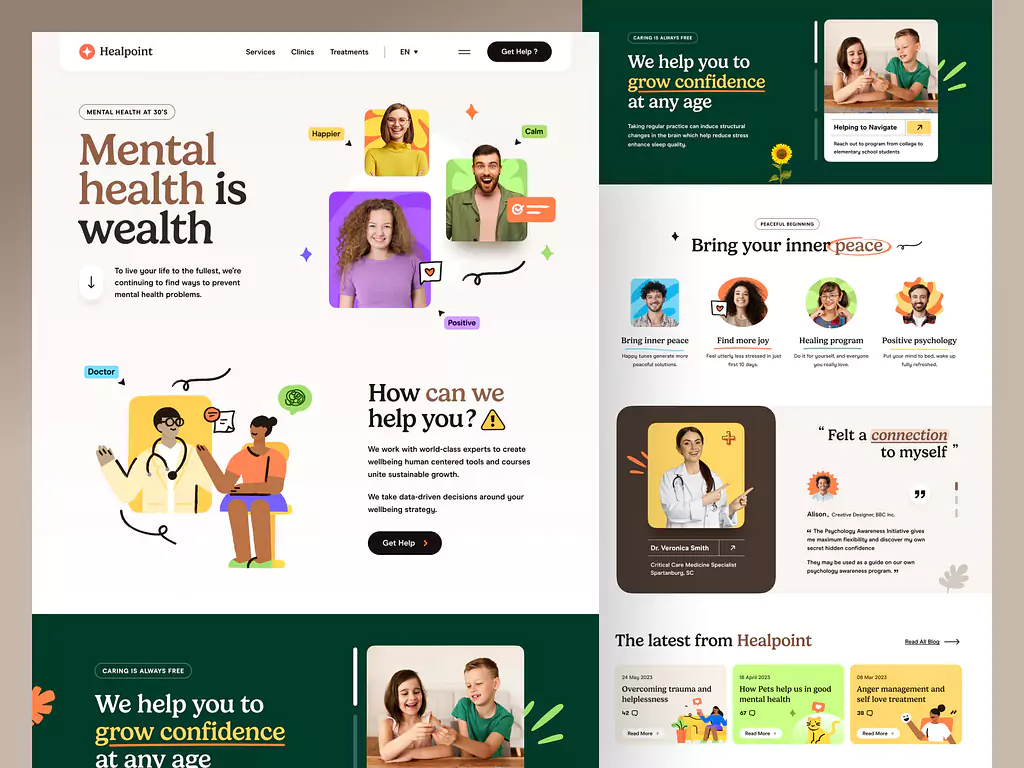 Healpoint
Services
Clinics
Treatments
EN
Get Help ?
MENTAL HEALTH AT 30'S
Mental
health is
wealth
To live your life to the fullest, we're
continuing to find ways to prevent
mental health problems.
Happier
Calm
Positive
Doctor
How can we
help you?
We work with world-class experts to create
wellbeing human centered tools and courses
unite sustainable growth.
We take data-driven decisions around your
wellbeing strategy.
Get Help
CARING IS ALWAYS FREE
We help you to
grow confidence
at any age
CARING IS ALWAYS FREE
We help you to
grow confidence
at any age
Taking regular practice can induce structural
changes in the brain which help reduce stress
enhance sleep quality.
Helping to Navigate
Reach out to program from college to
elementary school students
PEACEFUL BEGINNING
Bring your inner peace
Bring inner peace
Happy tunes generate more
peaceful solutions.
Find more joy
Feel utterly less stressed in just
first 10 days.
Healing program
Do it for yourself, and everyone
you really love.
Positive psychology
Put your mind to bed, wake up
fully refreshed.
Dr. Veronica Smith
Critical Care Medicine Specialist
Spartanburg, SC
“ Felt a connection
to myself ”
Alison, Creative Designer, BBC Inc.
“ The Psychology Awareness Initiative gives
me maximum flexibility and discover my own
secret hidden confidence
They may be used as a guide on our own
psychology awareness program. ”
The latest from Healpoint
Read All Blog
24 May 2023
Overcoming trauma and
helplessness
42
Read More
18 April 2023
How Pets help us in good
mental health
67
Read More
08 Mar 2023
Anger management and
self love treatment
38
Read More